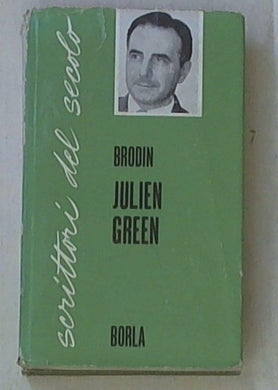 scrittori del secolo
BRODIN
JULIEN
GREEN
BORLA